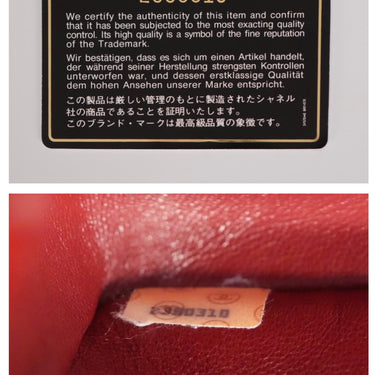 We certify the authenticity of this item and confirm
that it has been subjected to the most exacting quality
control. Its high quality is a symbol of the fine reputation
of the Trademark.
Wir bestätigen, dass es sich um einen Artikel handelt,
der während seiner Herstellung strengsten Kontrollen
unterworfen war, und dessen erstklassige Qualität
dem hohen Ansehen unserer Marke entspricht.
この製品は厳しい管理のもとに製造されたシャネル
社の商品であることを証明いたします。
このブランド・マークは最高級品質の象徴です。